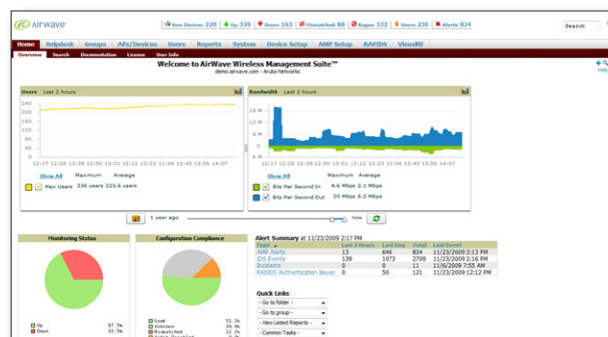 Airwave
New Devices: 220 Up: 339 Down: 163 Mismatched: 88 Rogue: 332 Users: 236 Alerts: 824
Search
Home Helpdesk Groups APs/Devices Users Reports System Device Setup AMP Setup RAPIDS VisualRF
Overview Search Documentation License User Info
Welcome to AirWave Wireless Management Suite™
demo.airwave.com - Aruba Networks
Help
Users Last 2 hours
240
200
160
120
80
40
0
12:17 12:28 12:39 12:50 13:01 13:12 13:23 13:34 13:45 13:56 14:07
Show All Maximum Average
Max Users 236 users 223.6 users
Bandwidth Last 2 hours
18 M
12 M
6 M
0
6 M
12:17 12:28 12:39 12:50 13:01 13:12 13:23 13:34 13:45 13:56 14:07
Show All Maximum Average
Bits Per Second In 4.6 Mbps 2.1 Mbps
Bits Per Second Out 20 Mbps 6.2 Mbps
1 year ago now
Monitoring Status
Up 67.5%
Down 32.5%
Configuration Compliance
Good 53.2%
Unknown
Mismatched
Alert Summary at 11/23/2009 2:17 PM
Type Last 2 Hours Last Day Total Last Event
AMP Alerts 13 646 824 11/23/2009 2:13 PM
IDS Events 139 1073 2709 11/23/2009 2:16 PM
Incidents 0 0 11 11/6/2009 7:55 AM
RADIUS Authentication Issues 0 50 121 11/23/2009 12:12 PM
Quick Links
- Go to folder -
- Go to group -
- View Latest Reports -
- Common Tasks -